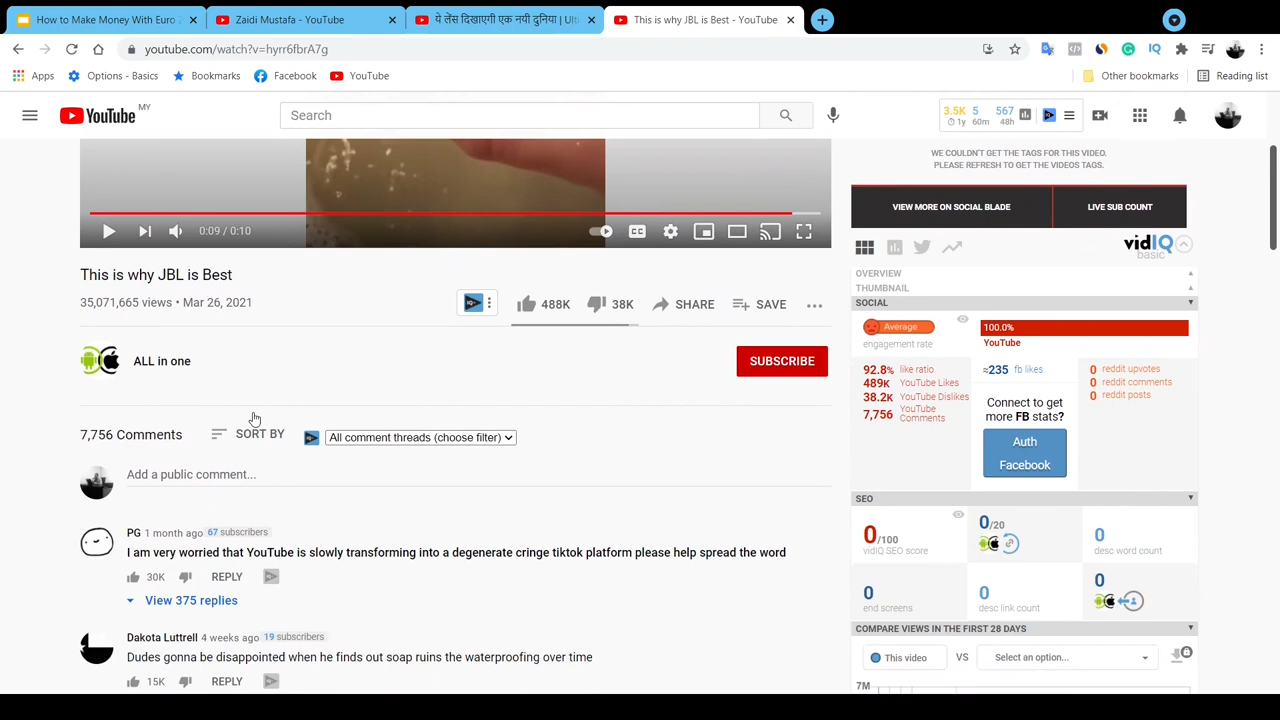 How to Make Money With Euro 2
Zaidi Mustafa - YouTube
ये लेंस दिखाएगी एक नयी दुनिया | Ulti
This is why JBL is Best - YouTube
youtube.com/watch?v=hyrr6fbrA7g
Apps
Options - Basics
Bookmarks
Facebook
YouTube
Other bookmarks
Reading list
YouTube MY
Search
3.5K 5 567
1y 60m 48h
WE COULDN'T GET THE TAGS FOR THIS VIDEO.
PLEASE REFRESH TO GET THE VIDEOS TAGS.
VIEW MORE ON SOCIAL BLADE
LIVE SUB COUNT
0:09 / 0:10
CC
vidIQ
basic
This is why JBL is Best
35,071,665 views • Mar 26, 2021
488K
38K
SHARE
SAVE
ALL in one
SUBSCRIBE
7,756 Comments
SORT BY
All comment threads (choose filter)
Add a public comment...
PG 1 month ago 67 subscribers
I am very worried that YouTube is slowly transforming into a degenerate cringe tiktok platform please help spread the word
30K
REPLY
View 375 replies
Dakota Luttrell 4 weeks ago 19 subscribers
Dudes gonna be disappointed when he finds out soap ruins the waterproofing over time
15K
REPLY
OVERVIEW
THUMBNAIL
SOCIAL
Average
engagement rate
100.0%
YouTube
92.8% like ratio
489K YouTube Likes
38.2K YouTube Dislikes
7,756 YouTube Comments
≈235 fb likes
Connect to get
more FB stats?
Auth
Facebook
0 reddit upvotes
0 reddit comments
0 reddit posts
SEO
0/100
vidIQ SEO score
0/20
0
desc word count
0
end screens
0
desc link count
0
COMPARE VIEWS IN THE FIRST 28 DAYS
This video
VS
Select an option...
7M